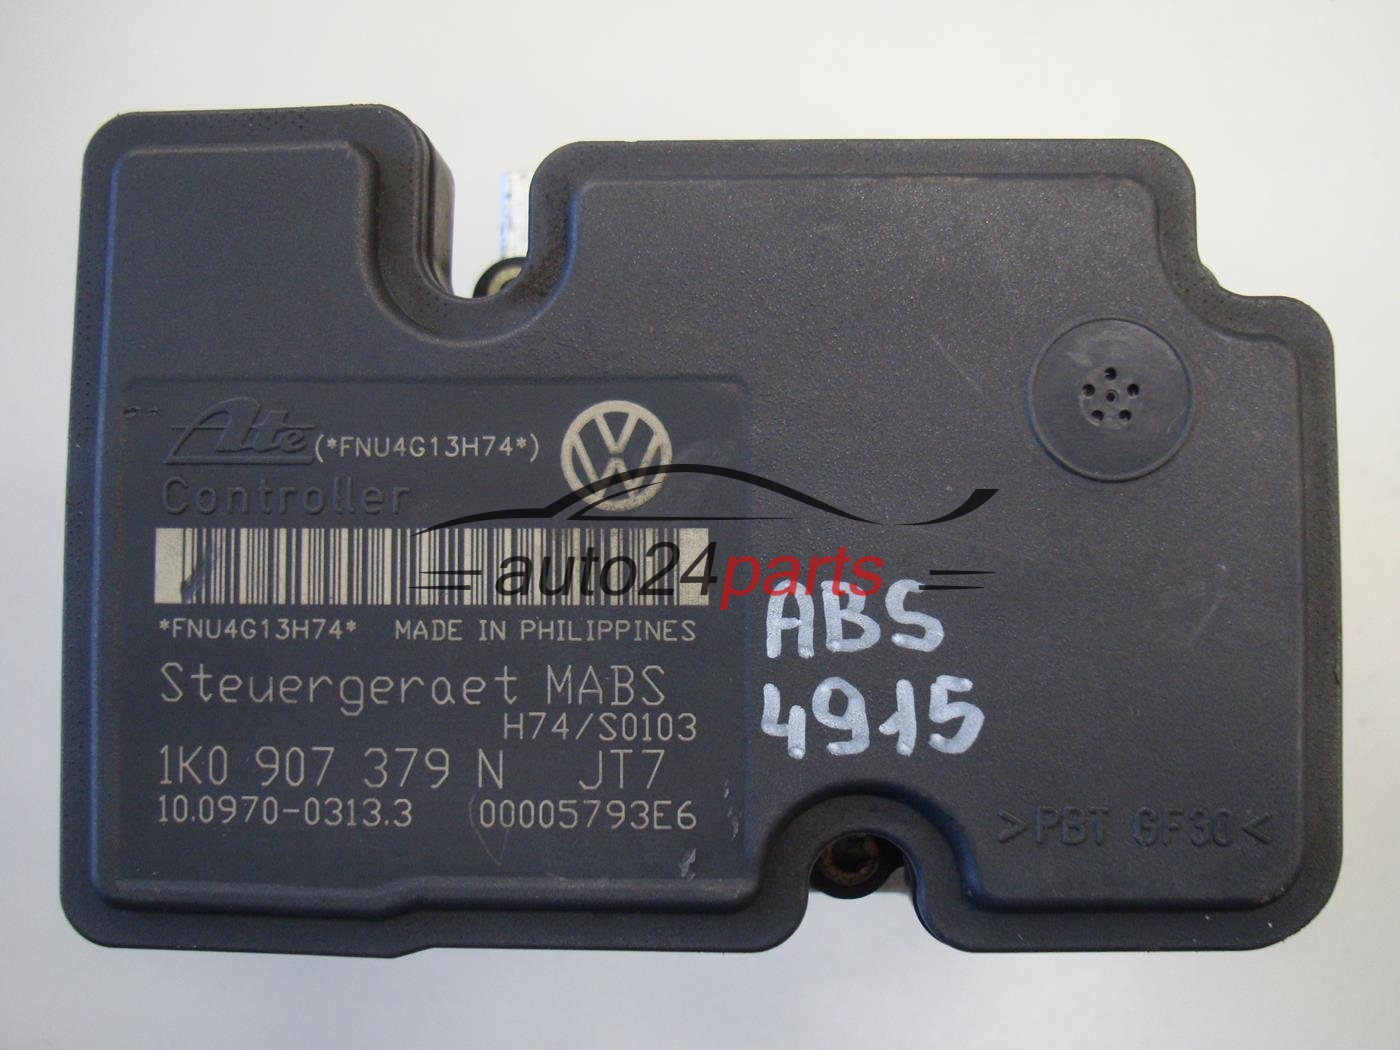 Ate (*FNU4G13H74*)
Controller
auto24parts
*FNU4G13H74* MADE IN PHILIPPINES
Steuergeraet MABS
H74/S0103
1K0 907 379 N JT7
10.0970-0313.3 00005793E6
ABS
4915
>PBT GF30<